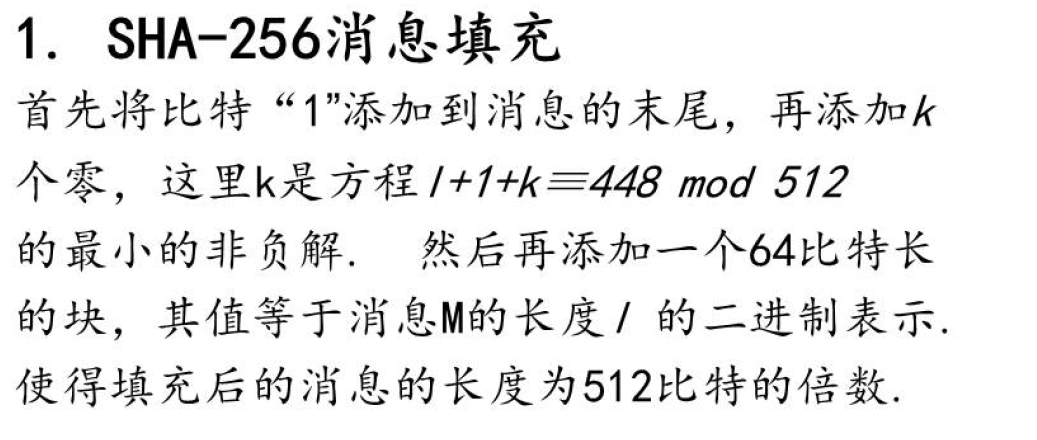 1. SHA-256消息填充
首先将比特“1”添加到消息的末尾，再添加k
个零，这里k是方程l+1+k≡448 mod 512
的最小的非负解. 然后再添加一个64比特长
的块，其值等于消息M的长度l 的二进制表示.
使得填充后的消息的长度为512比特的倍数.